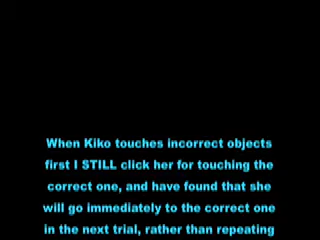 When Kiko touches incorrect objects
first I STILL click her for touching the
correct one, and have found that she
will go immediately to the correct one
in the next trial, rather than repeating